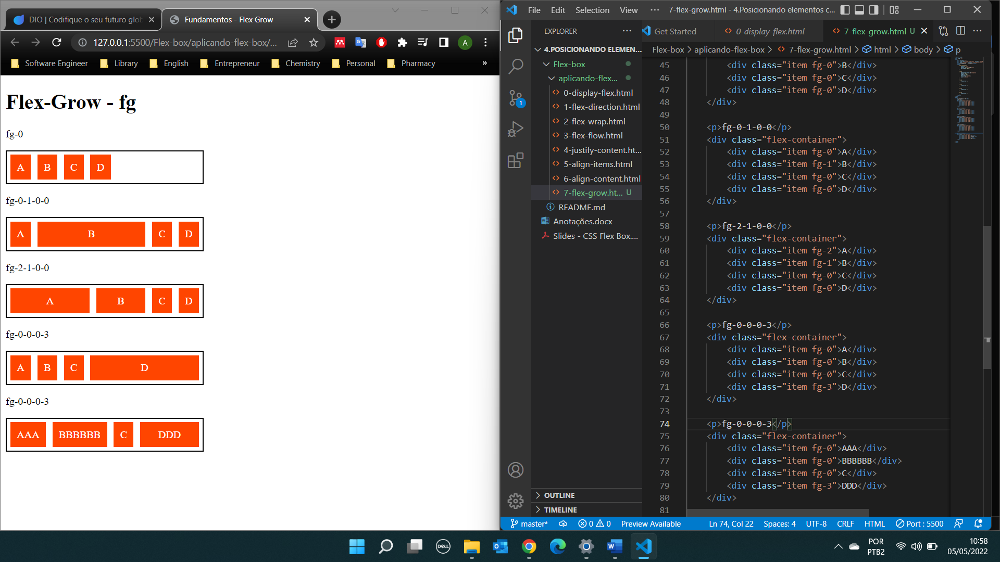 DIO | Codifique o seu futuro glob
Fundamentos - Flex Grow
127.0.0.1:5500/Flex-box/aplicando-flex-box/...
A
Software Engineer
Library
English
Entrepreneur
Chemistry
Personal
Pharmacy
»
Flex-Grow - fg
fg-0
A B C D
fg-0-1-0-0
A B C D
fg-2-1-0-0
A B C D
fg-0-0-0-3
A B C D
fg-0-0-0-3
AAA BBBBBB C DDD
File Edit Selection View ··· 7-flex-grow.html - 4.Posicionando elementos c...
EXPLORER ···
4.POSICIONANDO ELEMEN...
Flex-box
aplicando-flex...
0-display-flex.html
1-flex-direction.html
2-flex-wrap.html
3-flex-flow.html
4-justify-content.ht...
5-align-items.html
6-align-content.html
7-flex-grow.ht... U
README.md
Anotações.docx
Slides - CSS Flex Box....
OUTLINE
TIMELINE
1
Get Started
0-display-flex.html
7-flex-grow.html U
Flex-box > aplicando-flex-box > 7-flex-grow.html > html > body > p
45 <div class="item fg-0">B</div>
46 <div class="item fg-0">C</div>
47 <div class="item fg-0">D</div>
48 </div>
49
50 <p>fg-0-1-0-0</p>
51 <div class="flex-container">
52 <div class="item fg-0">A</div>
53 <div class="item fg-1">B</div>
54 <div class="item fg-0">C</div>
55 <div class="item fg-0">D</div>
56 </div>
57
58 <p>fg-2-1-0-0</p>
59 <div class="flex-container">
60 <div class="item fg-2">A</div>
61 <div class="item fg-1">B</div>
62 <div class="item fg-0">C</div>
63 <div class="item fg-0">D</div>
64 </div>
65
66 <p>fg-0-0-0-3</p>
67 <div class="flex-container">
68 <div class="item fg-0">A</div>
69 <div class="item fg-0">B</div>
70 <div class="item fg-0">C</div>
71 <div class="item fg-3">D</div>
72 </div>
73
74 <p>fg-0-0-0-3</p>
75 <div class="flex-container">
76 <div class="item fg-0">AAA</div>
77 <div class="item fg-0">BBBBBB</div>
78 <div class="item fg-0">C</div>
79 <div class="item fg-3">DDD</div>
80 </div>
81
master* 0 0 Preview Available Ln 74, Col 22 Spaces: 4 UTF-8 CRLF HTML Port : 5500
DELL
POR
PTB2
10:58
05/05/2022